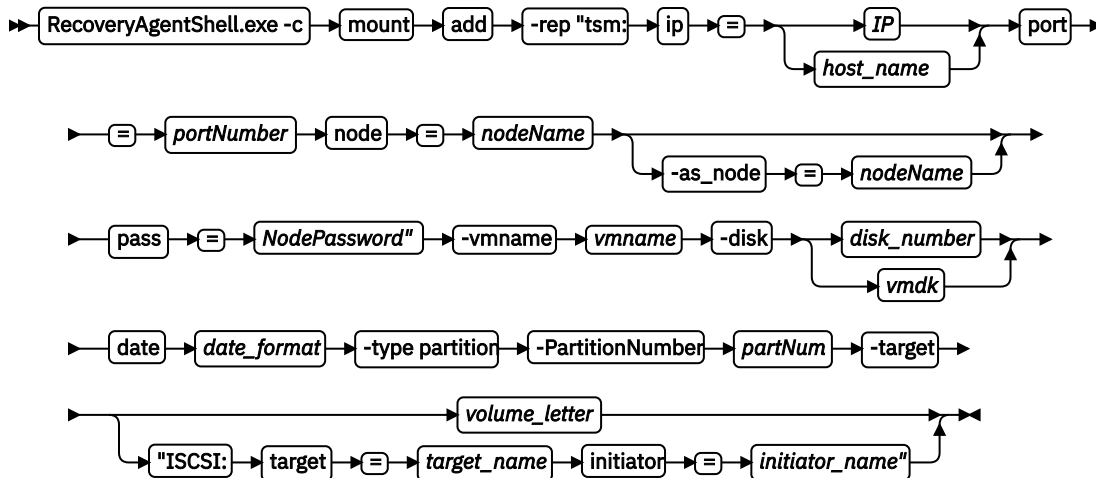 RecoveryAgentShell.exe -c mount add -rep "tsm: ip = IP port
host_name
= portNumber node = nodeName
-as_node = nodeName
pass = NodePassword" -vmname vmname -disk disk_number
vmdk
date date_format -type partition -PartitionNumber partNum -target
volume_letter
"ISCSI: target = target_name initiator = initiator_name"